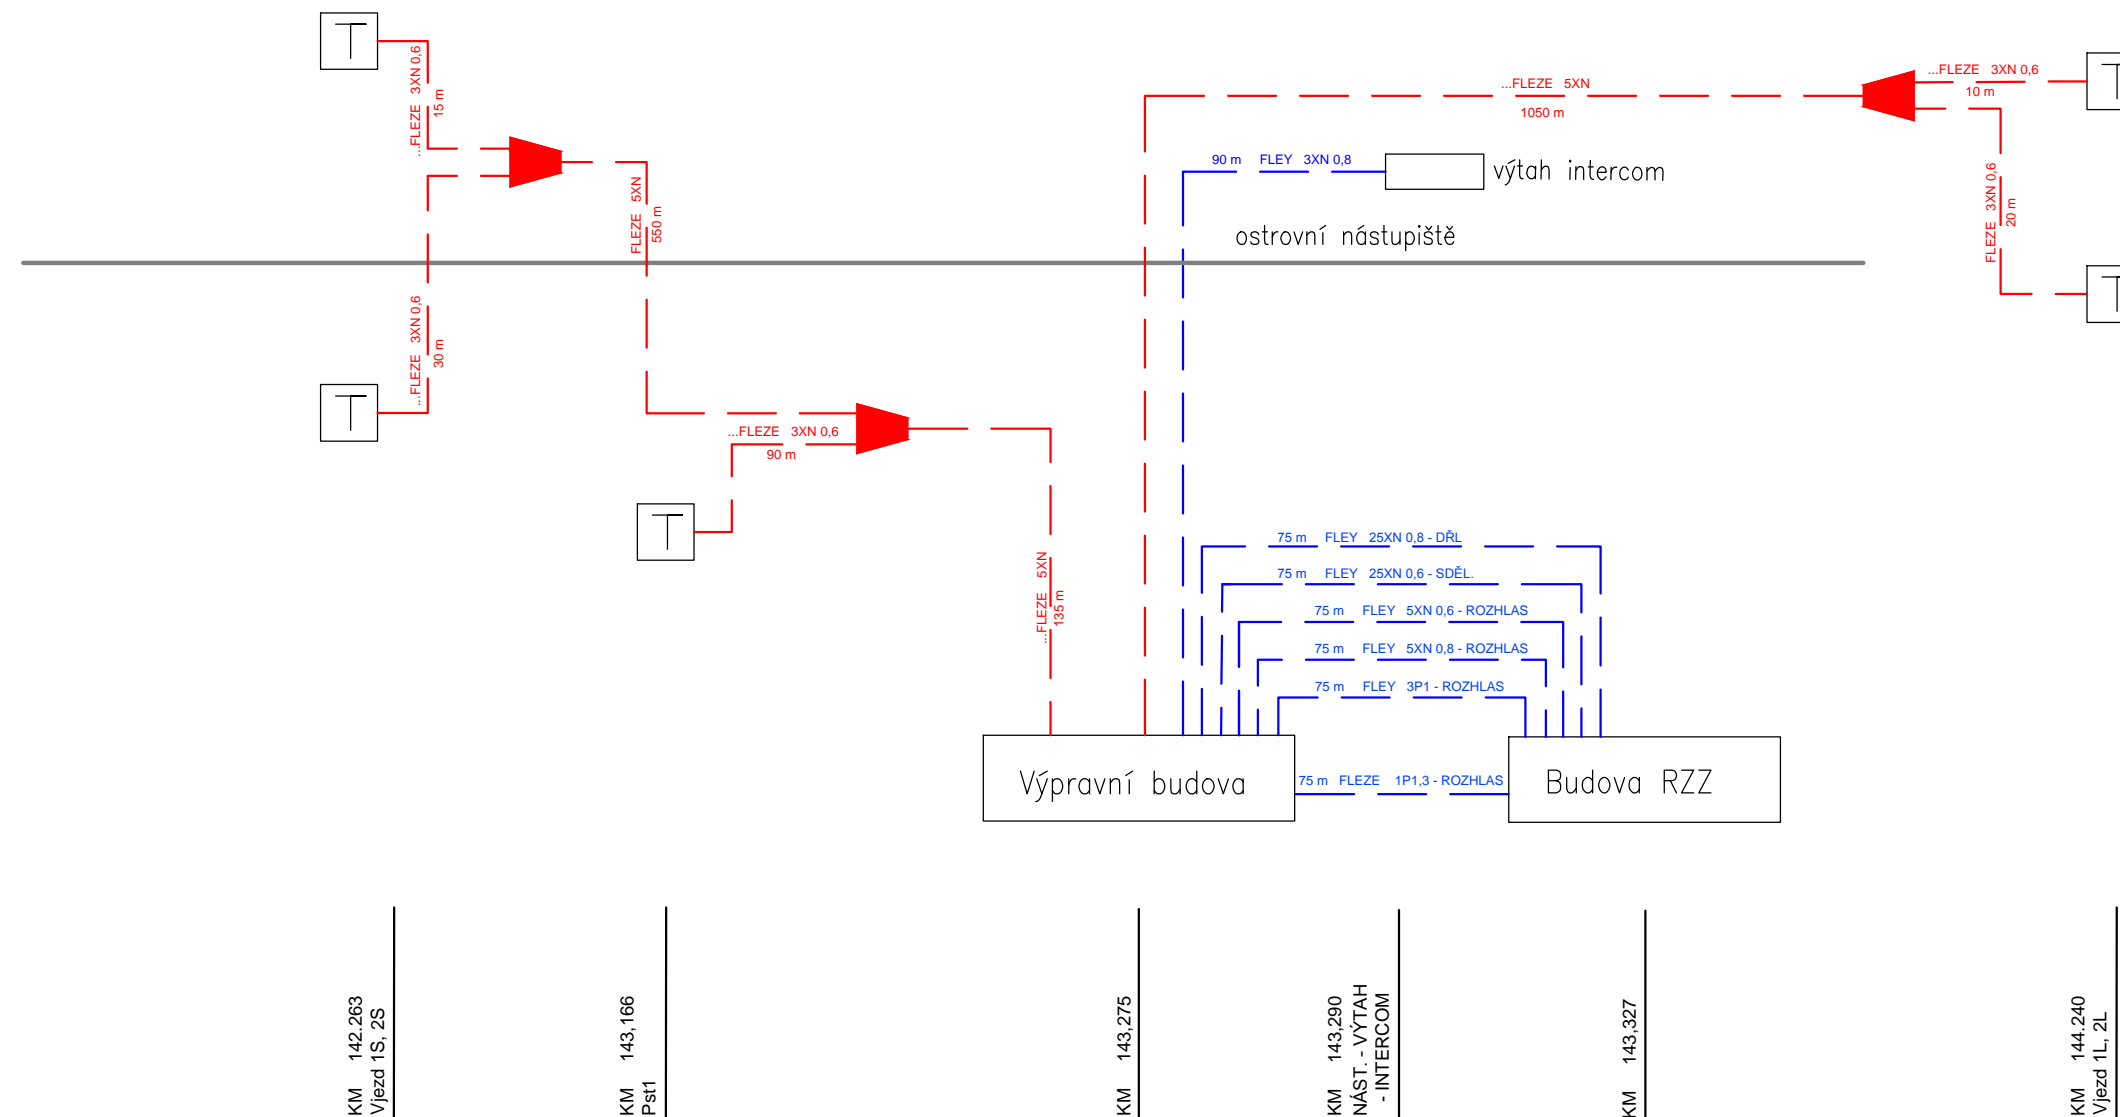 T
...FLEZE 3XN 0,6
15 m
...FLEZE 3XN 0,6
30 m
T
FLEZE 5XN
550 m
...FLEZE 3XN 0,6
90 m
T
...FLEZE 5XN
135 m
...FLEZE 5XN
1050 m
...FLEZE 3XN 0,6
10 m
T
FLEZE 3XN 0,6
20 m
T
90 m FLEY 3XN 0,8
výtah intercom
ostrovní nástupiště
75 m FLEY 25XN 0,8 - DŘL
75 m FLEY 25XN 0,6 - SDĚL.
75 m FLEY 5XN 0,6 - ROZHLAS
75 m FLEY 5XN 0,8 - ROZHLAS
75 m FLEY 3P1 - ROZHLAS
Výpravní budova
75 m FLEZE 1P1,3 - ROZHLAS
Budova RZZ
KM 142.263
Vjezd 1S, 2S
KM 143,166
Pst1
KM 143,275
KM 143,290
NÁST. - VÝTAH
- INTERCOM
KM 143,327
KM 144.240
Vjezd 1L, 2L